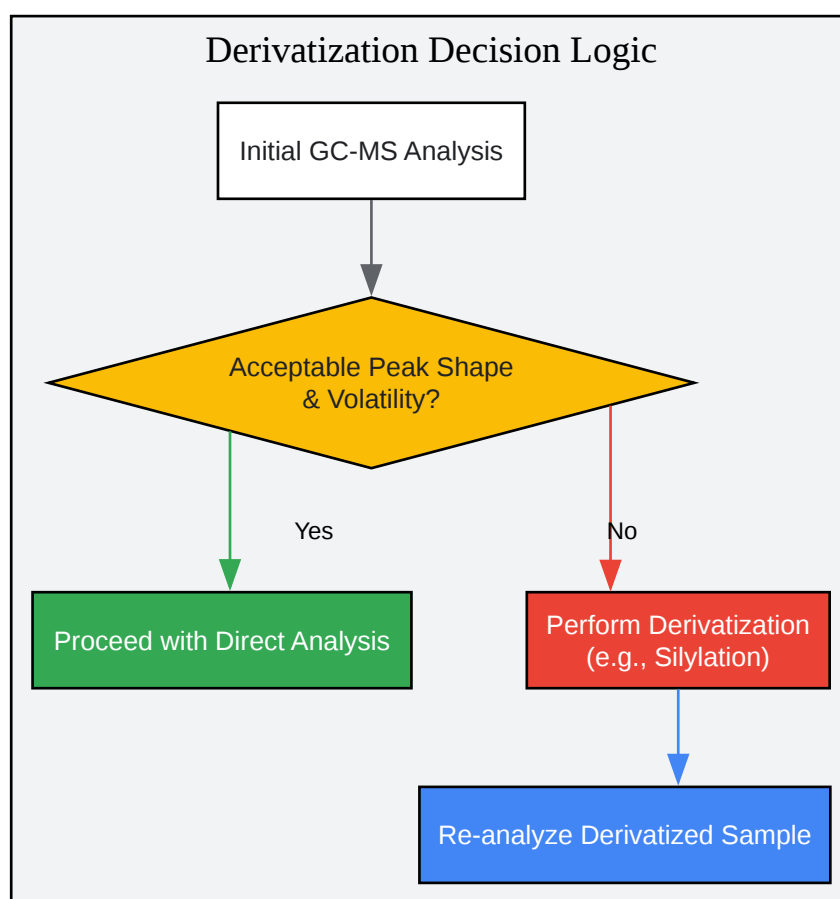 Derivatization Decision Logic
Initial GC-MS Analysis
Acceptable Peak Shape
& Volatility?
Yes
No
Proceed with Direct Analysis
Perform Derivatization
(e.g., Silylation)
Re-analyze Derivatized Sample